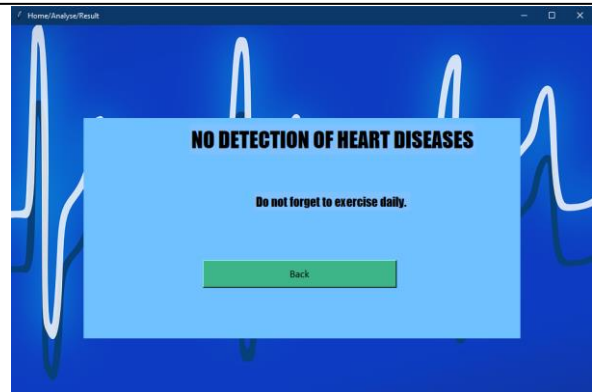 Home/Analyse/Result
NO DETECTION OF HEART DISEASES
Do not forget to exercise daily.
Back